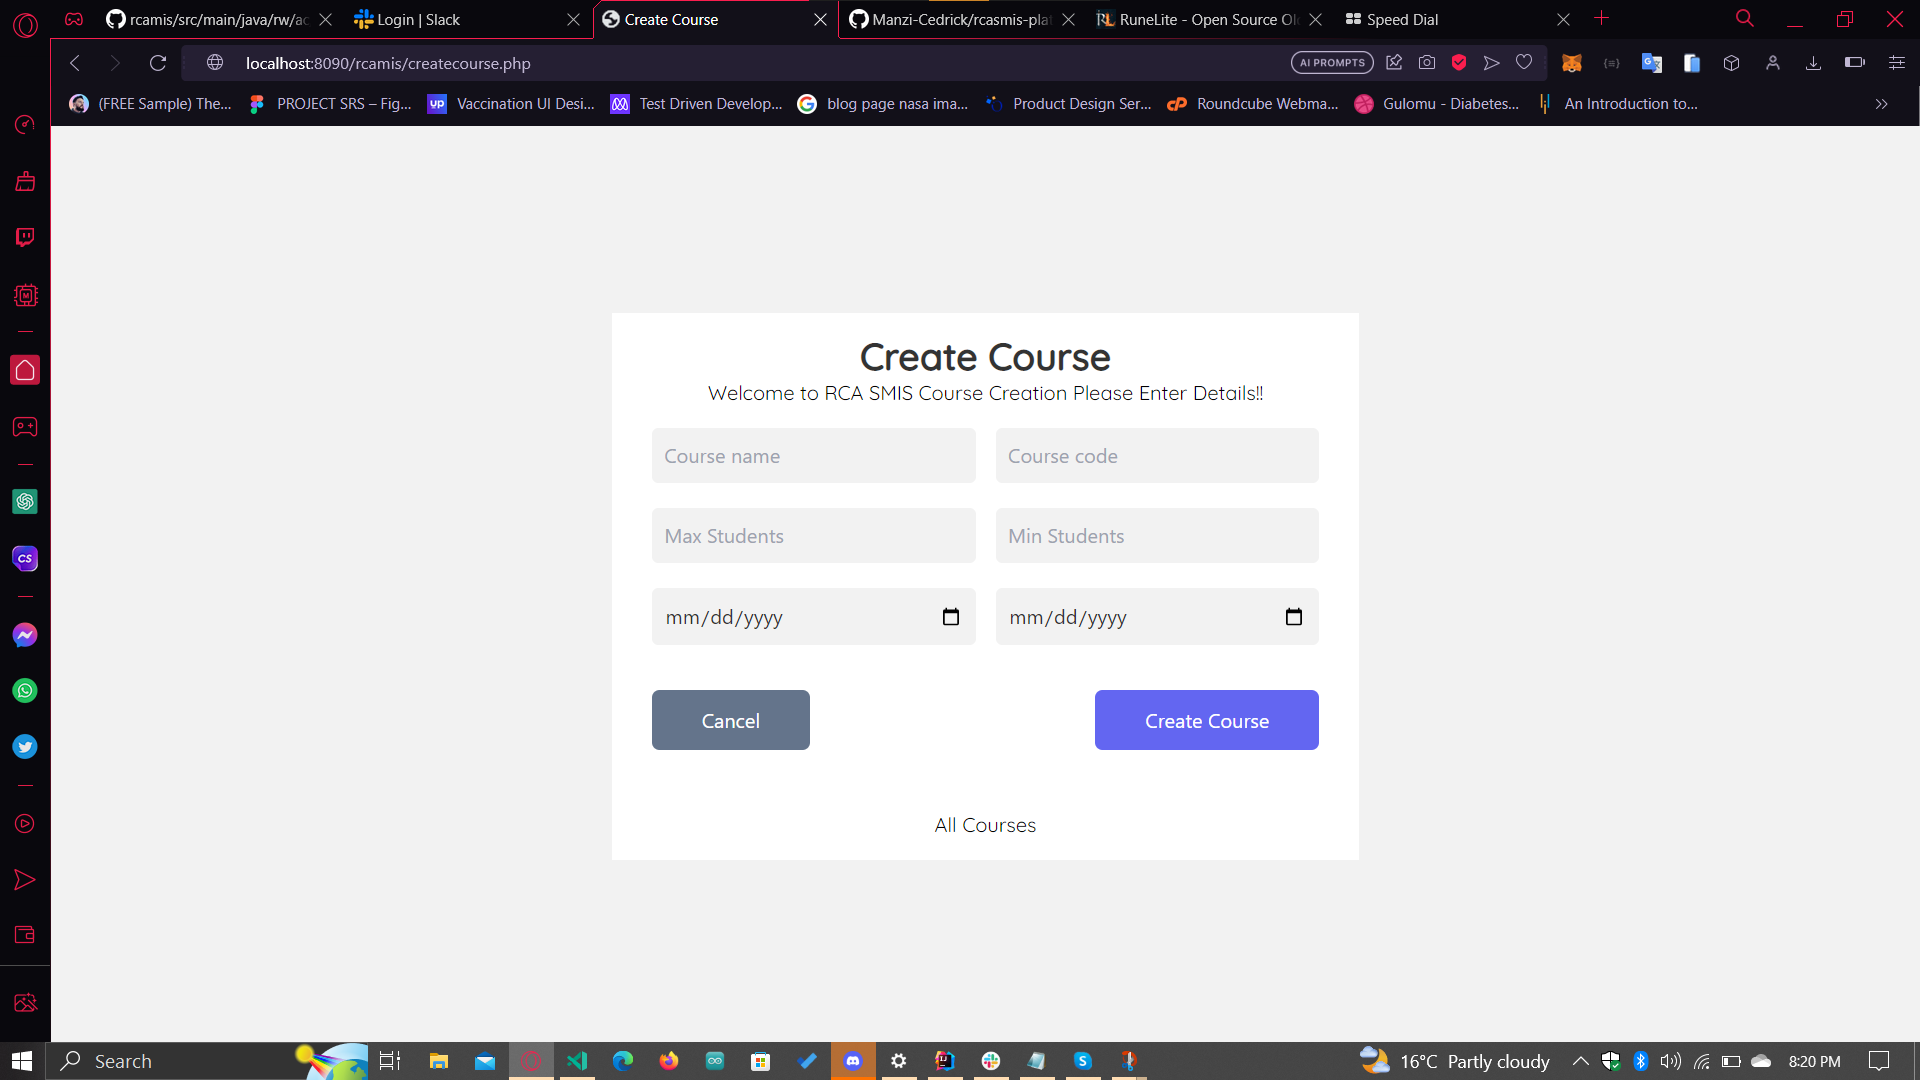 rcamis/src/main/java/rw/ac
Login | Slack
Create Course
Manzi-Cedrick/rcasmis-plat
RuneLite - Open Source Ol
Speed Dial
localhost:8090/rcamis/createcourse.php
AI PROMPTS
(FREE Sample) The...
PROJECT SRS – Fig...
up
Vaccination UI Desi...
Test Driven Develop...
blog page nasa ima...
Product Design Ser...
Roundcube Webma...
Gulomu - Diabetes...
An Introduction to...
CS
Create Course
Welcome to RCA SMIS Course Creation Please Enter Details!!
Course name
Course code
Max Students
Min Students
mm/dd/yyyy
mm/dd/yyyy
Cancel
Create Course
All Courses
Search
16°C Partly cloudy
8:20 PM